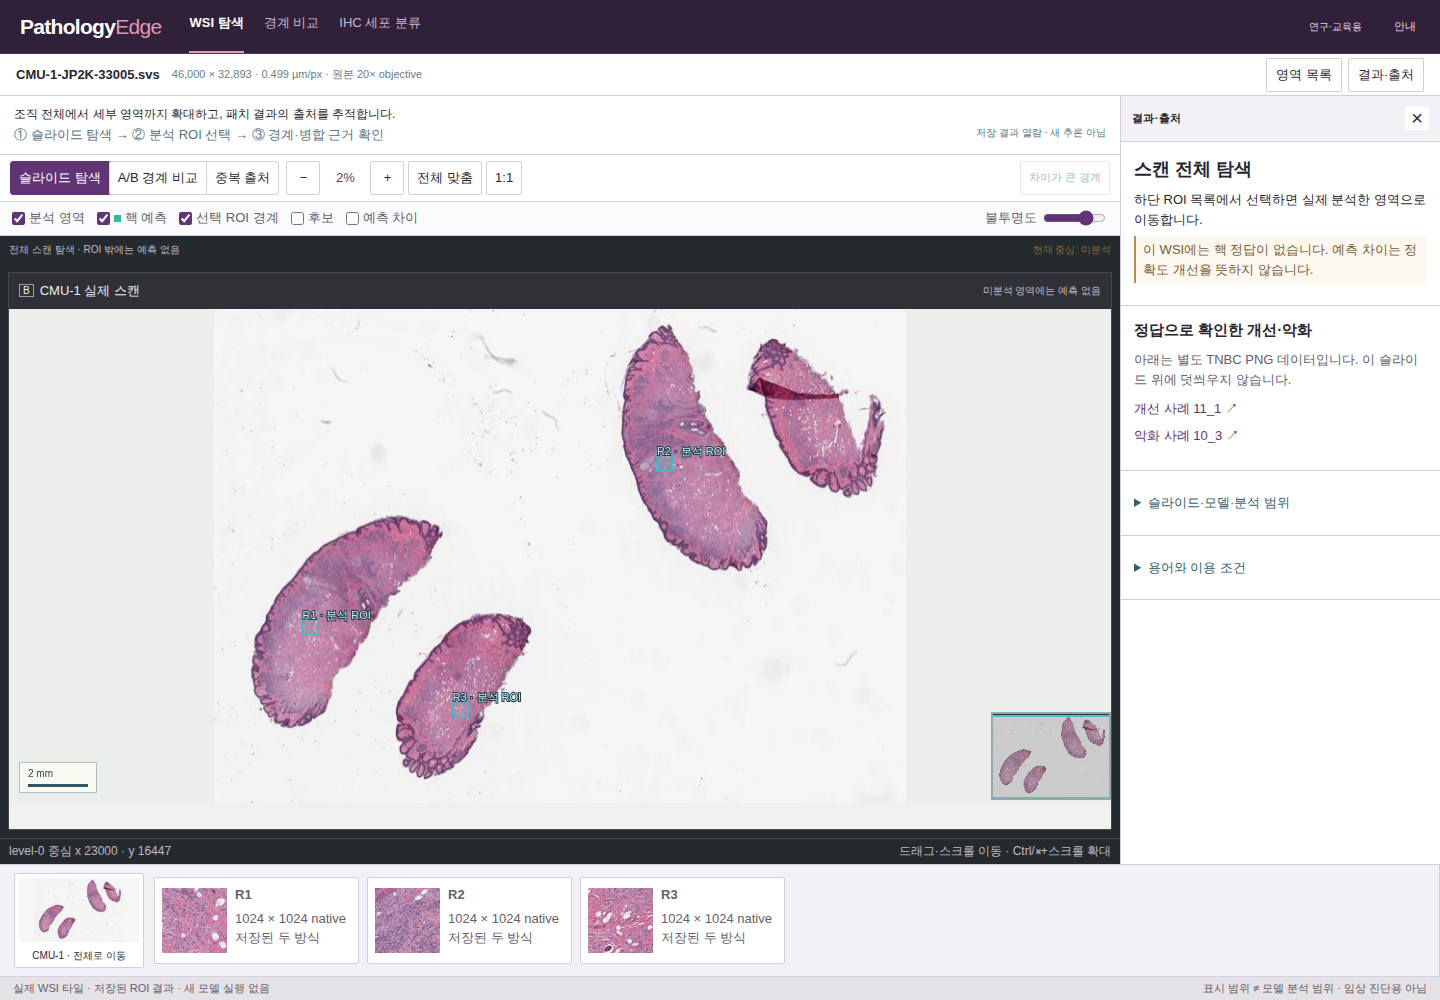 PathologyEdge
WSI 탐색
경계 비교
IHC 세포 분류
연구·교육용
안내
CMU-1-JP2K-33005.svs
46,000 × 32,893 · 0.499 µm/px · 원본 20× objective
영역 목록
결과·출처
조직 전체에서 세부 영역까지 확대하고, 패치 결과의 출처를 추적합니다.
① 슬라이드 탐색 → ② 분석 ROI 선택 → ③ 경계·병합 근거 확인
저장 결과 열람 · 새 추론 아님
슬라이드 탐색
A/B 경계 비교
중복 출처
−
2%
+
전체 맞춤
1:1
차이가 큰 경계
분석 영역
핵 예측
선택 ROI 경계
후보
예측 차이
불투명도
전체 스캔 탐색 · ROI 밖에는 예측 없음
현재 중심: 미분석
B CMU-1 실제 스캔
미분석 영역에는 예측 없음
R2 · 분석 ROI
R1 · 분석 ROI
R3 · 분석 ROI
2 mm
level-0 중심 x 23000 · y 16447
드래그·스크롤 이동 · Ctrl/⌘+스크롤 확대
결과·출처
✕
스캔 전체 탐색
하단 ROI 목록에서 선택하면 실제 분석한 영역으로
이동합니다.
이 WSI에는 핵 정답이 없습니다. 예측 차이는 정
확도 개선을 뜻하지 않습니다.
정답으로 확인한 개선·악화
아래는 별도 TNBC PNG 데이터입니다. 이 슬라이
드 위에 덧씌우지 않습니다.
개선 사례 11_1 ↗
악화 사례 10_3 ↗
▶ 슬라이드·모델·분석 범위
▶ 용어와 이용 조건
CMU-1 · 전체로 이동
R1
1024 × 1024 native
저장된 두 방식
R2
1024 × 1024 native
저장된 두 방식
R3
1024 × 1024 native
저장된 두 방식
실제 WSI 타일 · 저장된 ROI 결과 · 새 모델 실행 없음
표시 범위 ≠ 모델 분석 범위 · 임상 진단용 아님